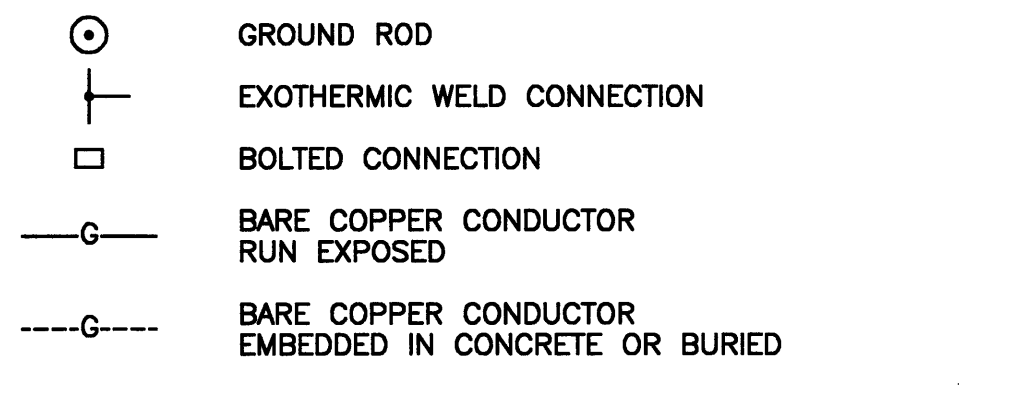 GROUND ROD
EXOTHERMIC WELD CONNECTION
BOLTED CONNECTION
G
BARE COPPER CONDUCTOR
RUN EXPOSED
G
BARE COPPER CONDUCTOR
EMBEDDED IN CONCRETE OR BURIED